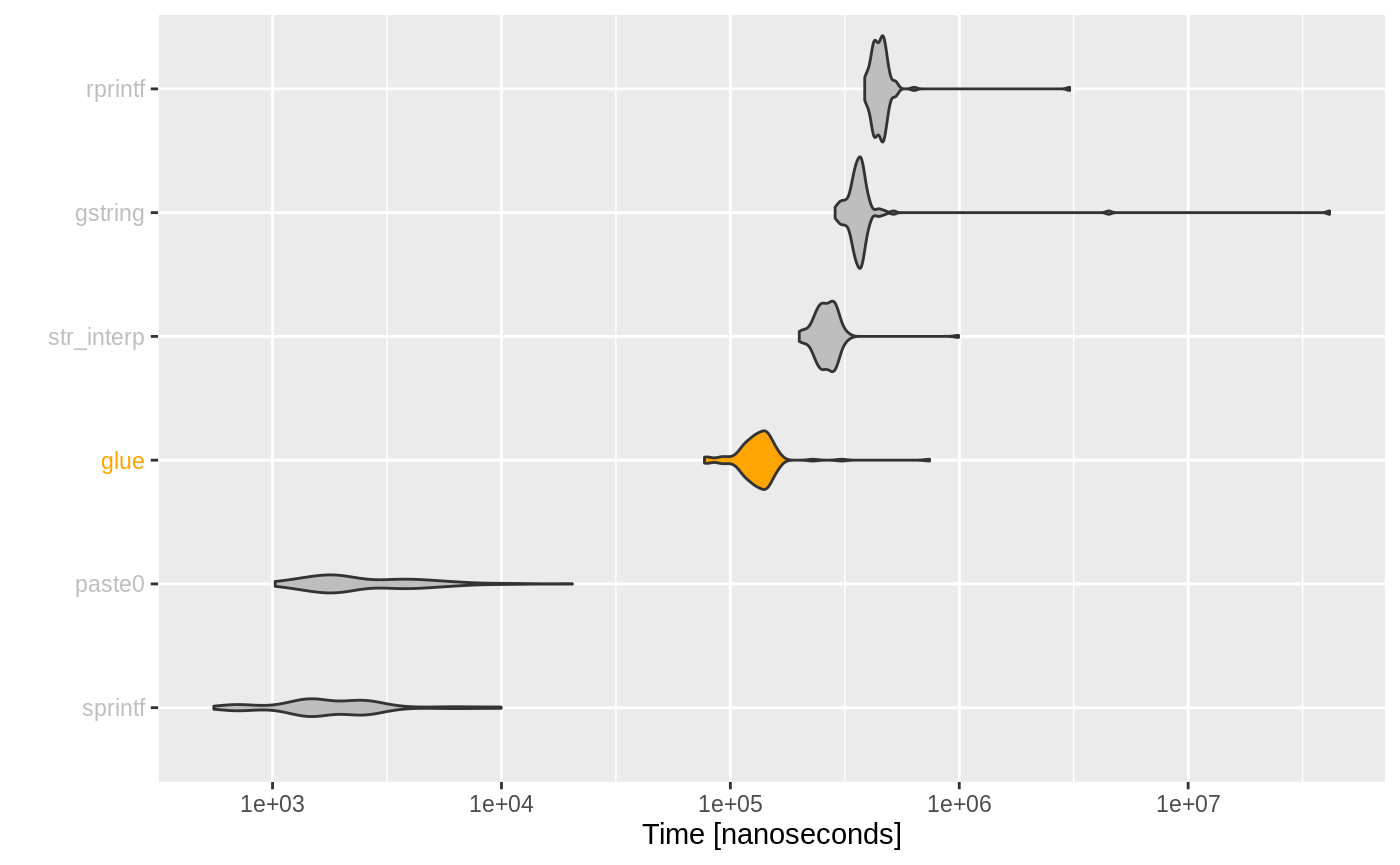 rprintf
gstring
str_interp
glue
paste0
sprintf
1e+03 1e+04 1e+05 1e+06 1e+07
Time [nanoseconds]